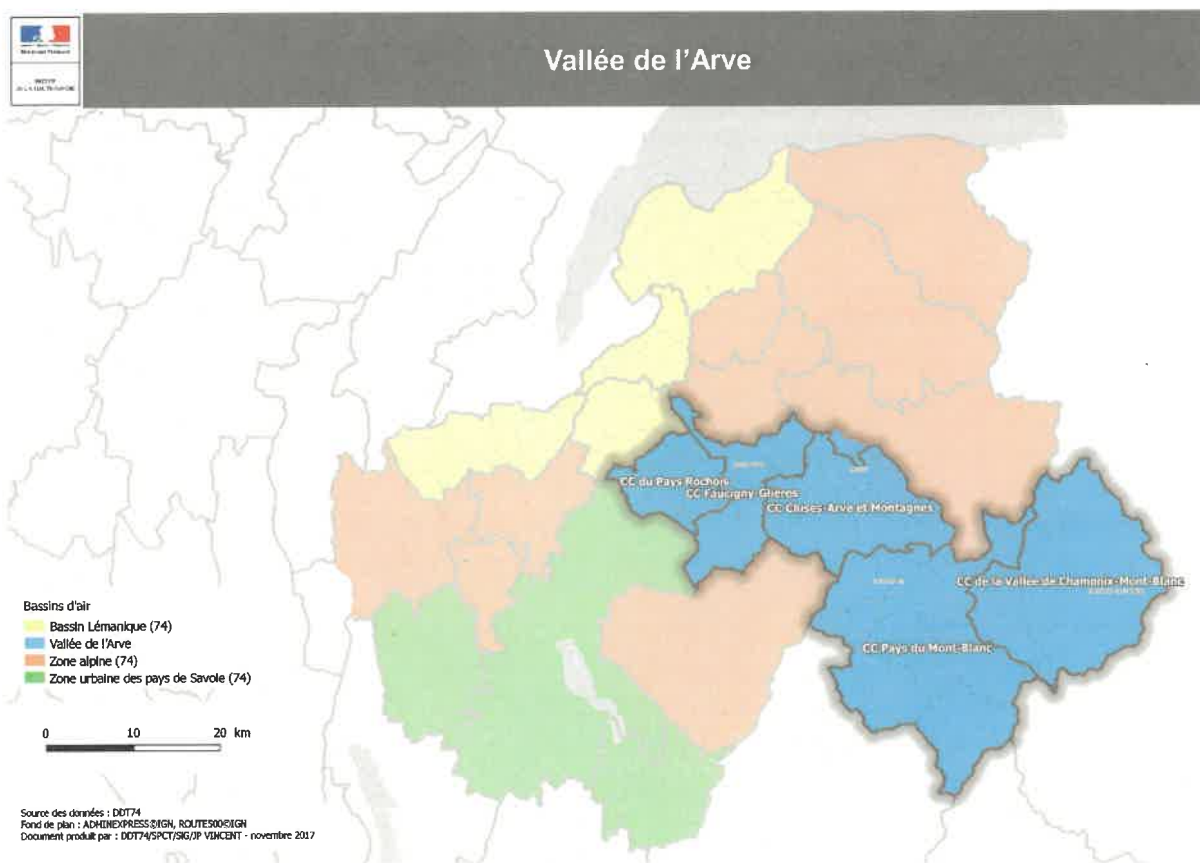 Vallée de l'Arve
CC du Pays Rochois
CC Faucigny-Glières
CC Cluses-Arve et Montagnes
CC de la Vallée de Chamonix-Mont-Blanc
CC Pays du Mont-Blanc
Bassins d'air
Bassin Lémanique (74)
Vallée de l'Arve
Zone alpine (74)
Zone urbaine des pays de Savoie (74)
0 10 20 km
Source des données : DDT74
Fond de plan : ADMINEXPRESS©IGN, ROUTE500©IGN
Document produit par : DDT74/SPCT/SIG/JP VINCENT - novembre 2017